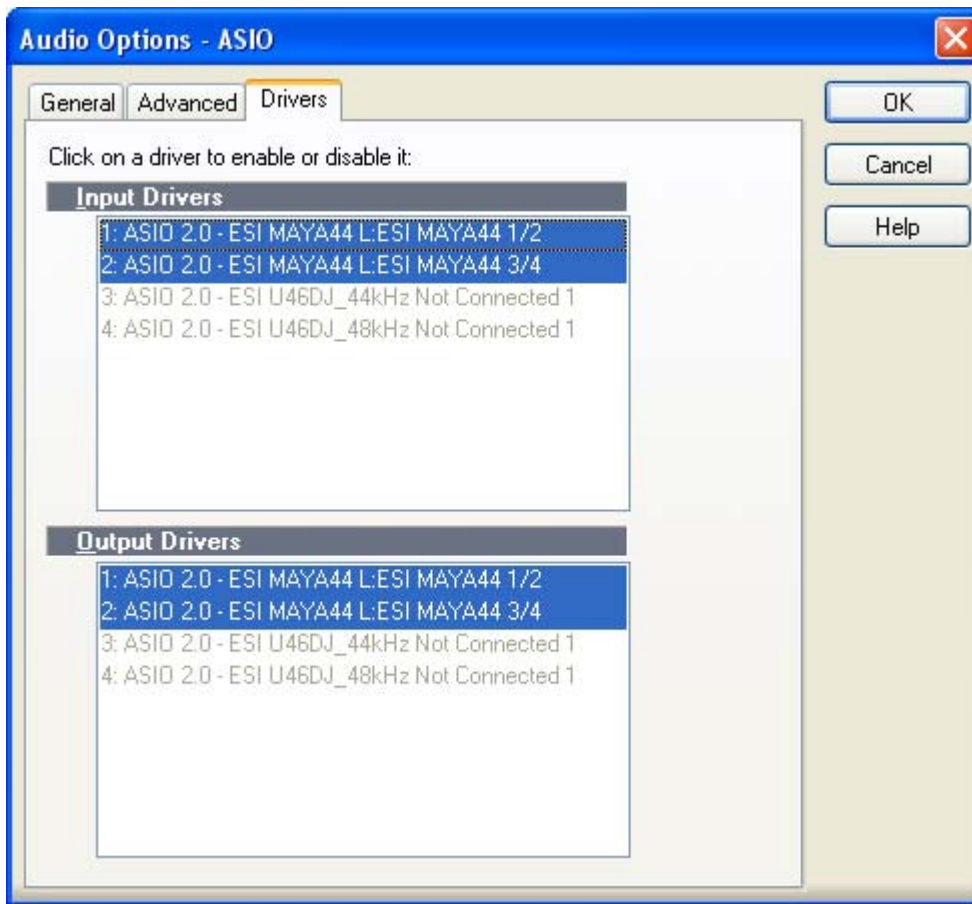 Audio Options - ASIO
General
Advanced
Drivers
OK
Cancel
Help
Click on a driver to enable or disable it:
Input Drivers
1: ASIO 2.0 - ESI MAYA44 L:ESI MAYA44 1/2
2: ASIO 2.0 - ESI MAYA44 L:ESI MAYA44 3/4
3: ASIO 2.0 - ESI U46DJ_44kHz Not Connected 1
4: ASIO 2.0 - ESI U46DJ_48kHz Not Connected 1
Output Drivers
1: ASIO 2.0 - ESI MAYA44 L:ESI MAYA44 1/2
2: ASIO 2.0 - ESI MAYA44 L:ESI MAYA44 3/4
3: ASIO 2.0 - ESI U46DJ_44kHz Not Connected 1
4: ASIO 2.0 - ESI U46DJ_48kHz Not Connected 1